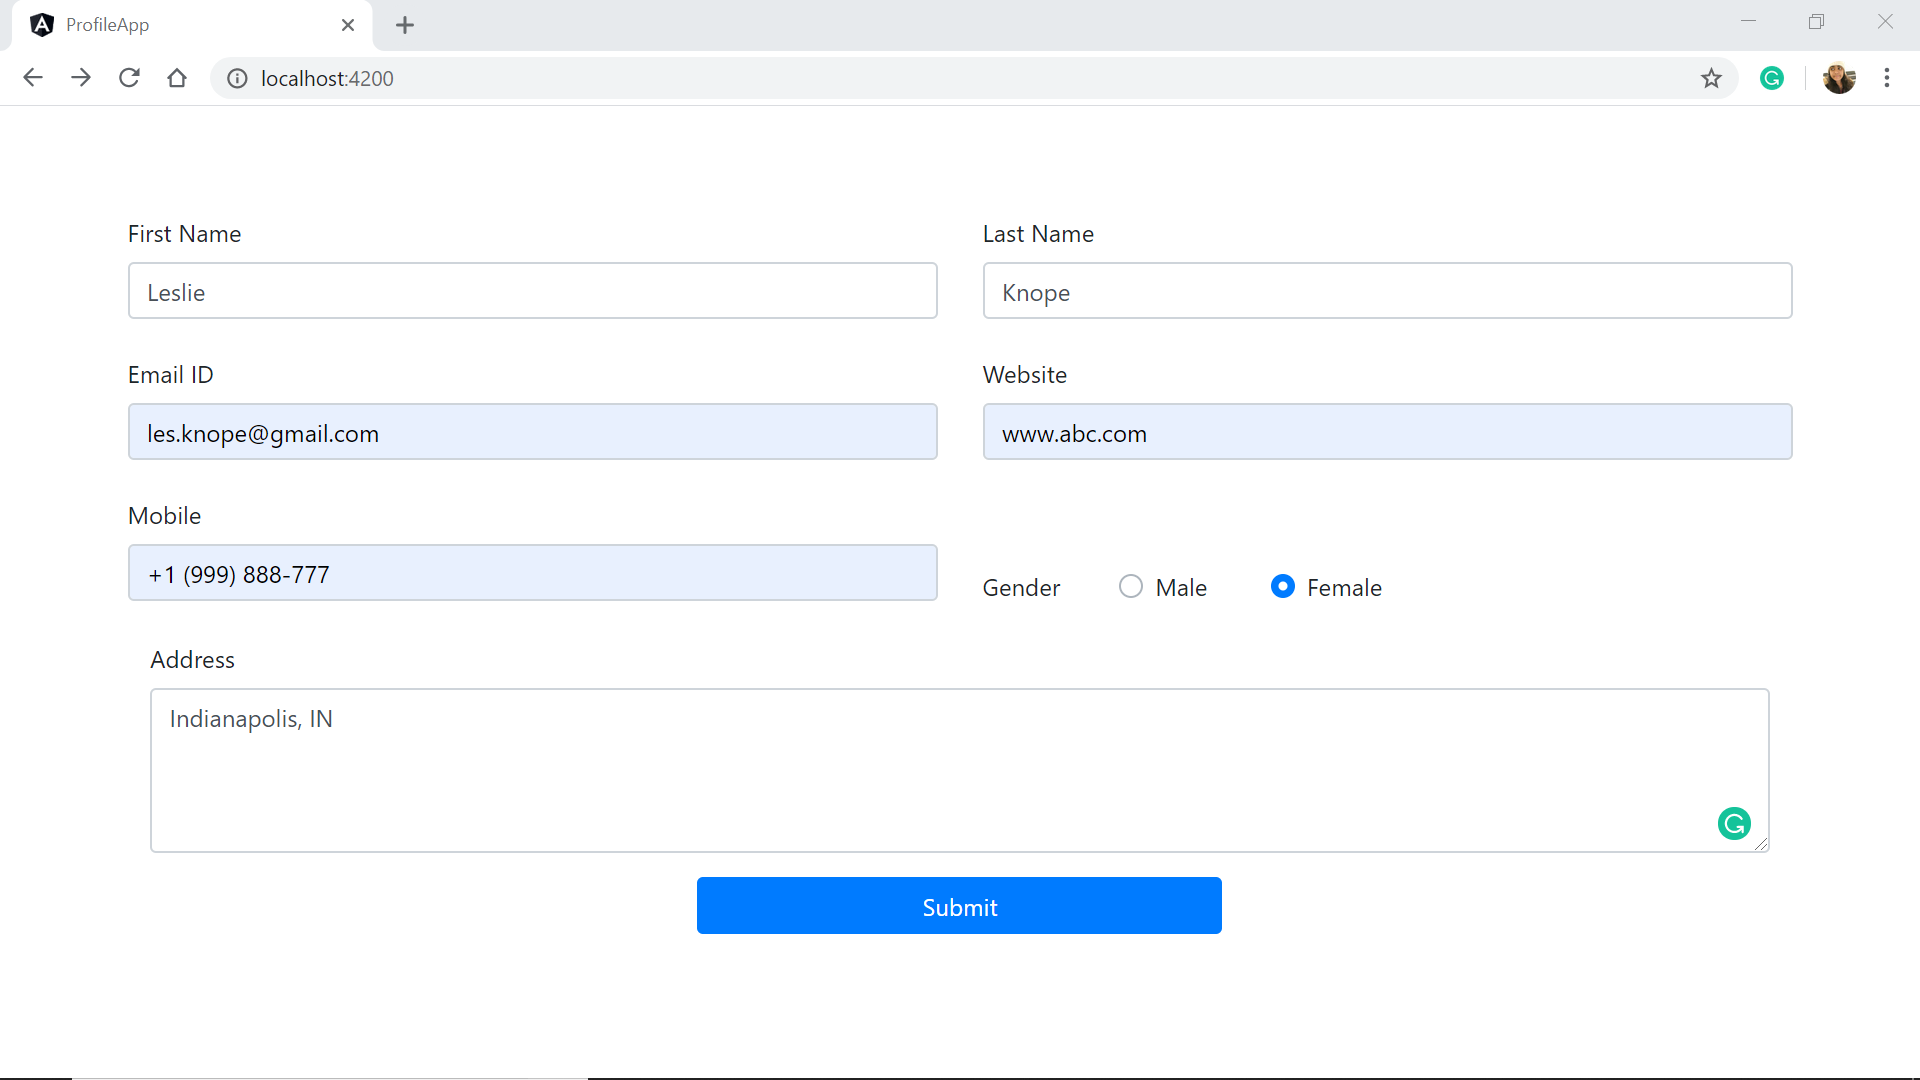 ProfileApp
localhost:4200
First Name
Last Name
Leslie
Knope
Email ID
Website
les.knope@gmail.com
www.abc.com
Mobile
+1 (999) 888-777
Gender Male Female
Address
Indianapolis, IN
Submit